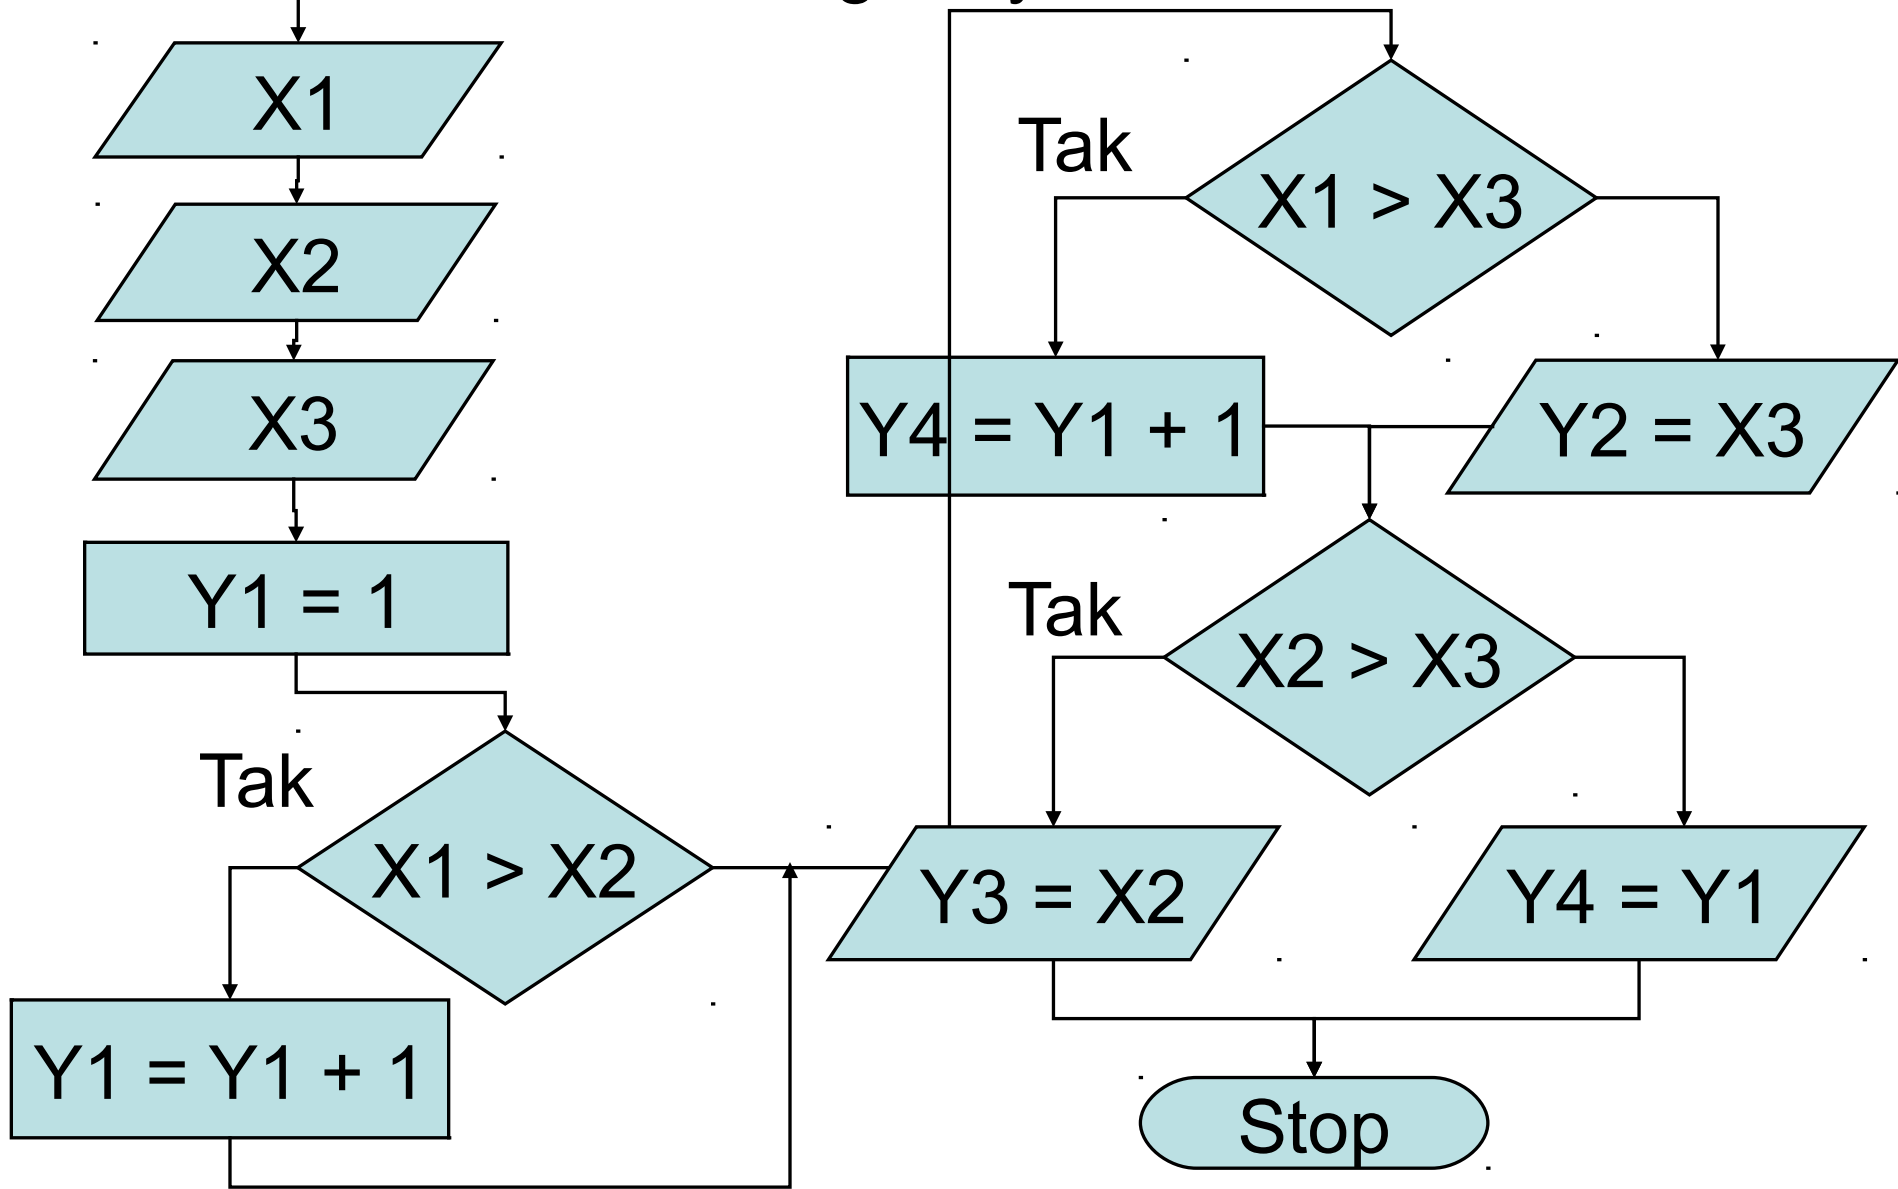 X1
X2
X3
Y1 = 1
Tak
X1 > X2
Y1 = Y1 + 1
Tak
X1 > X3
Y4 = Y1 + 1
Y2 = X3
Tak
X2 > X3
Y3 = X2
Y4 = Y1
Stop